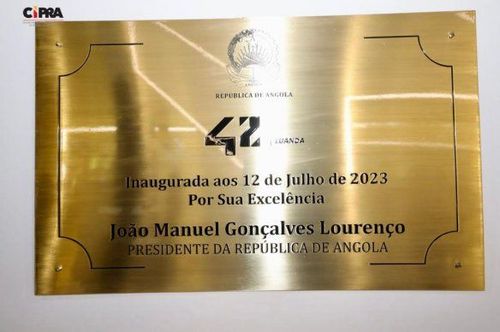 CIPRA
REPÚBLICA DE ANGOLA
42
LUANDA
Inaugurada aos 12 de Julho de 2023
Por Sua Excelência
João Manuel Gonçalves Lourenço
PRESIDENTE DA REPÚBLICA DE ANGOLA